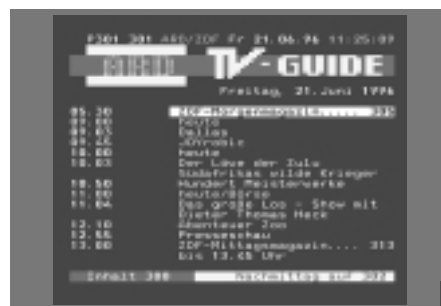 P301 301 ARD/ZDF Fr 21.06.96 11:25:09
ARD TV-GUIDE
Freitag, 21.Juni 1996
05.30 ZDF-Morgenmagazin.....
09.00 heute
09.03 Dallas
09.45 JOYrobic
10.00 heute
10.03 Der Löwe der Zulu
Südafrikas wilde Krieger
10.50 Hundert Meisterwerke
11.00 heute/Börse
11.04 Das große Los - Show mit
Dieter Thomas Heck
12.10 Abenteuer Zoo
12.55 Presseschau
13.00 ZDF-Mittagsmagazin.... 313
bis 13.45 Uhr
Inhalt 300 Nachmittag auf